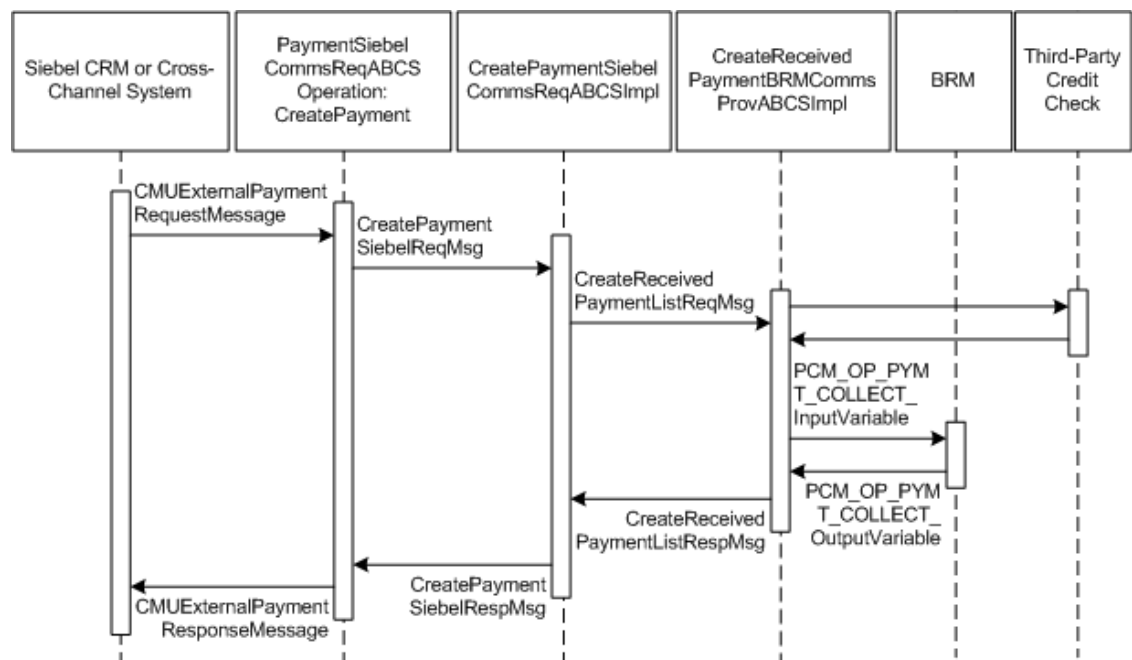 Siebel CRM or Cross-
Channel System
PaymentSiebel
CommsReqABCS
Operation:
CreatePayment
CreatePaymentSiebel
CommsReqABCSImpl
CreateReceived
PaymentBRMComms
ProvABCSImpl
BRM
Third-Party
Credit
Check
CMUExternalPayment
RequestMessage
CreatePayment
SiebelReqMsg
CreateReceived
PaymentListReqMsg
PCM_OP_PYM
T_COLLECT_
InputVariable
PCM_OP_PYM
T_COLLECT_
OutputVariable
CreateReceived
PaymentListRespMsg
CreatePayment
SiebelRespMsg
CMUExternalPayment
ResponseMessage